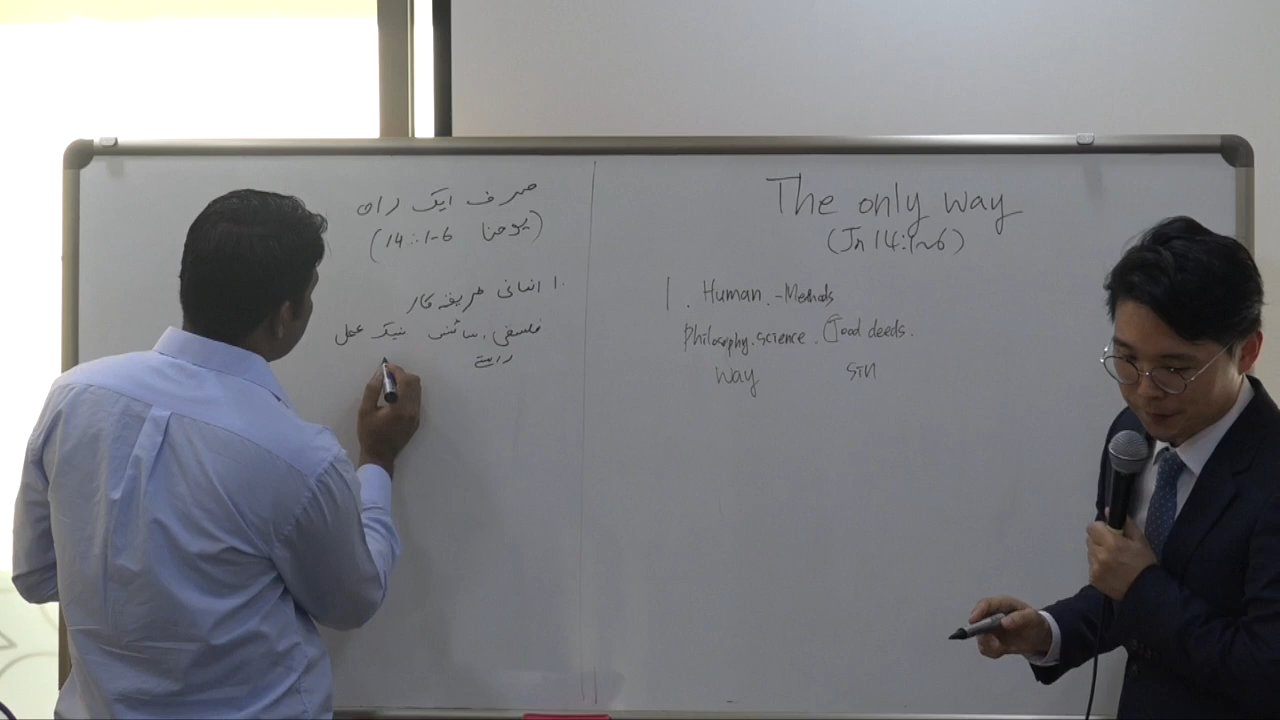 صرف ایک راہ
(یوحنا 14:1-6)
۱. انسانی طریقہ کار
فلسفی، سائنس نیک عمل
راستے
The only way
(Jn 14:1~6)
1. Human - Methods
Philosophy. science. Good deeds.
way sin